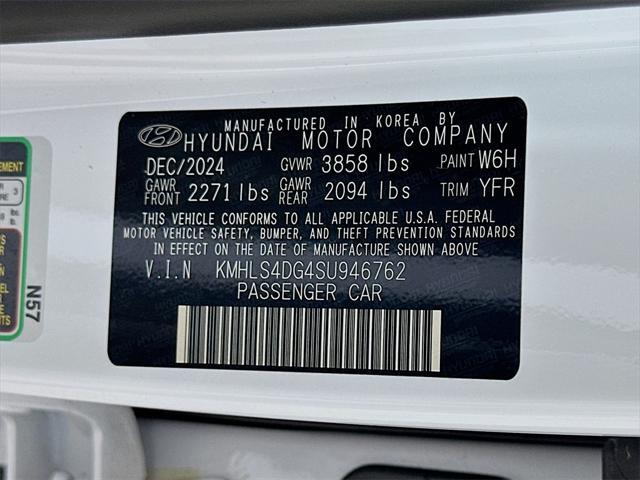 MANUFACTURED IN KOREA BY
HYUNDAI MOTOR COMPANY
DEC/2024 GVWR 3858 lbs PAINT W6H
GAWR FRONT 2271 lbs GAWR REAR 2094 lbs TRIM YFR
THIS VEHICLE CONFORMS TO ALL APPLICABLE U.S.A. FEDERAL
MOTOR VEHICLE SAFETY, BUMPER, AND THEFT PREVENTION STANDARDS
IN EFFECT ON THE DATE OF MANUFACTURE SHOWN ABOVE
V.I.N KMHLS4DG4SU946762
PASSENGER CAR
N57